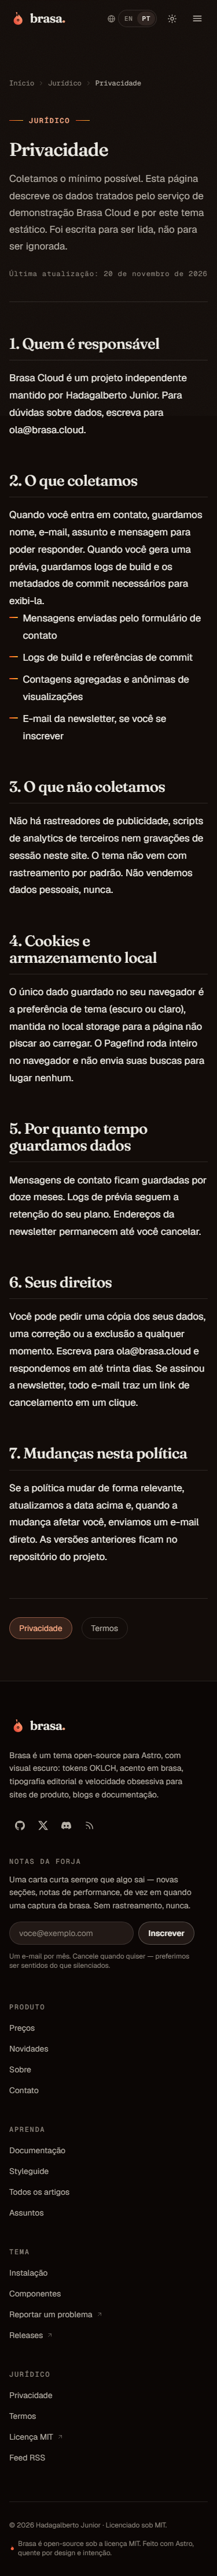 brasa.
EN PT
Início › Jurídico › Privacidade
JURÍDICO
Privacidade
Coletamos o mínimo possível. Esta página
descreve os dados tratados pelo serviço de
demonstração Brasa Cloud e por este tema
estático. Foi escrita para ser lida, não para
ser ignorada.
Última atualização: 20 de novembro de 2026
1. Quem é responsável
Brasa Cloud é um projeto independente
mantido por Hadagalberto Junior. Para
dúvidas sobre dados, escreva para
ola@brasa.cloud.
2. O que coletamos
Quando você entra em contato, guardamos
nome, e-mail, assunto e mensagem para
poder responder. Quando você gera uma
prévia, guardamos logs de build e os
metadados de commit necessários para
exibi-la.
Mensagens enviadas pelo formulário de
contato
Logs de build e referências de commit
Contagens agregadas e anônimas de
visualizações
E-mail da newsletter, se você se
inscrever
3. O que não coletamos
Não há rastreadores de publicidade, scripts
de analytics de terceiros nem gravações de
sessão neste site. O tema não vem com
rastreamento por padrão. Não vendemos
dados pessoais, nunca.
4. Cookies e
armazenamento local
O único dado guardado no seu navegador é
a preferência de tema (escuro ou claro),
mantida no local storage para a página não
piscar ao carregar. O Pagefind roda inteiro
no navegador e não envia suas buscas para
lugar nenhum.
5. Por quanto tempo
guardamos dados
Mensagens de contato ficam guardadas por
doze meses. Logs de prévia seguem a
retenção do seu plano. Endereços da
newsletter permanecem até você cancelar.
6. Seus direitos
Você pode pedir uma cópia dos seus dados,
uma correção ou a exclusão a qualquer
momento. Escreva para ola@brasa.cloud e
respondemos em até trinta dias. Se assinou
a newsletter, todo e-mail traz um link de
cancelamento em um clique.
7. Mudanças nesta política
Se a política mudar de forma relevante,
atualizamos a data acima e, quando a
mudança afetar você, enviamos um e-mail
direto. As versões anteriores ficam no
repositório do projeto.
Privacidade Termos
brasa.
Brasa é um tema open-source para Astro, com
visual escuro: tokens OKLCH, acento em brasa,
tipografia editorial e velocidade obsessiva para
sites de produto, blogs e documentação.
NOTAS DA FORJA
Uma carta curta sempre que algo sai — novas
seções, notas de performance, de vez em quando
uma captura da brasa. Sem rastreamento, nunca.
voce@exemplo.com Inscrever
Um e-mail por mês. Cancele quando quiser — preferimos
ser sentidos do que silenciados.
PRODUTO
Preços
Novidades
Sobre
Contato
APRENDA
Documentação
Styleguide
Todos os artigos
Assuntos
TEMA
Instalação
Componentes
Reportar um problema ↗
Releases ↗
JURÍDICO
Privacidade
Termos
Licença MIT ↗
Feed RSS
© 2026 Hadagalberto Junior · Licenciado sob MIT.
Brasa é open-source sob a licença MIT. Feito com Astro,
quente por design e intenção.